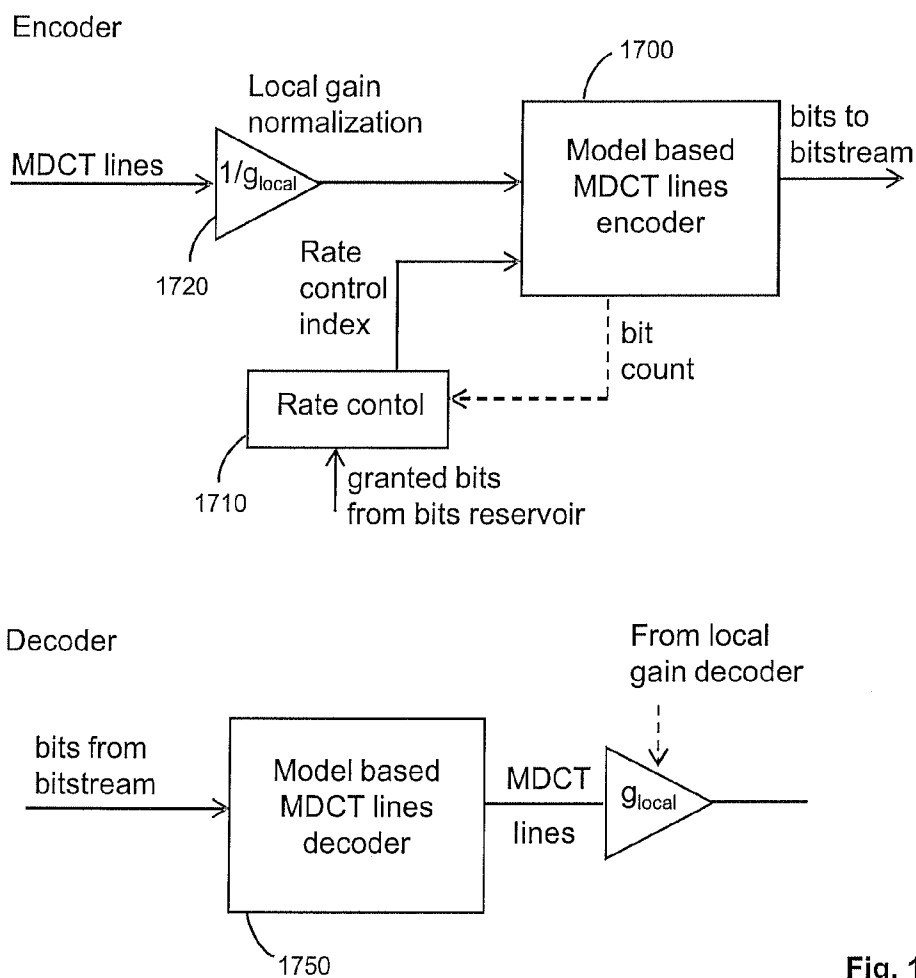 Encoder
1700
Local gain
normalization
bits to
bitstream
MDCT lines
1/glocal
Model based
MDCT lines
encoder
1720
Rate
control
index
bit
count
Rate contol
1710
granted bits
from bits reservoir
Decoder
From local
gain decoder
bits from
bitstream
Model based
MDCT lines
decoder
MDCT
lines
glocal
1750
Fig. 1